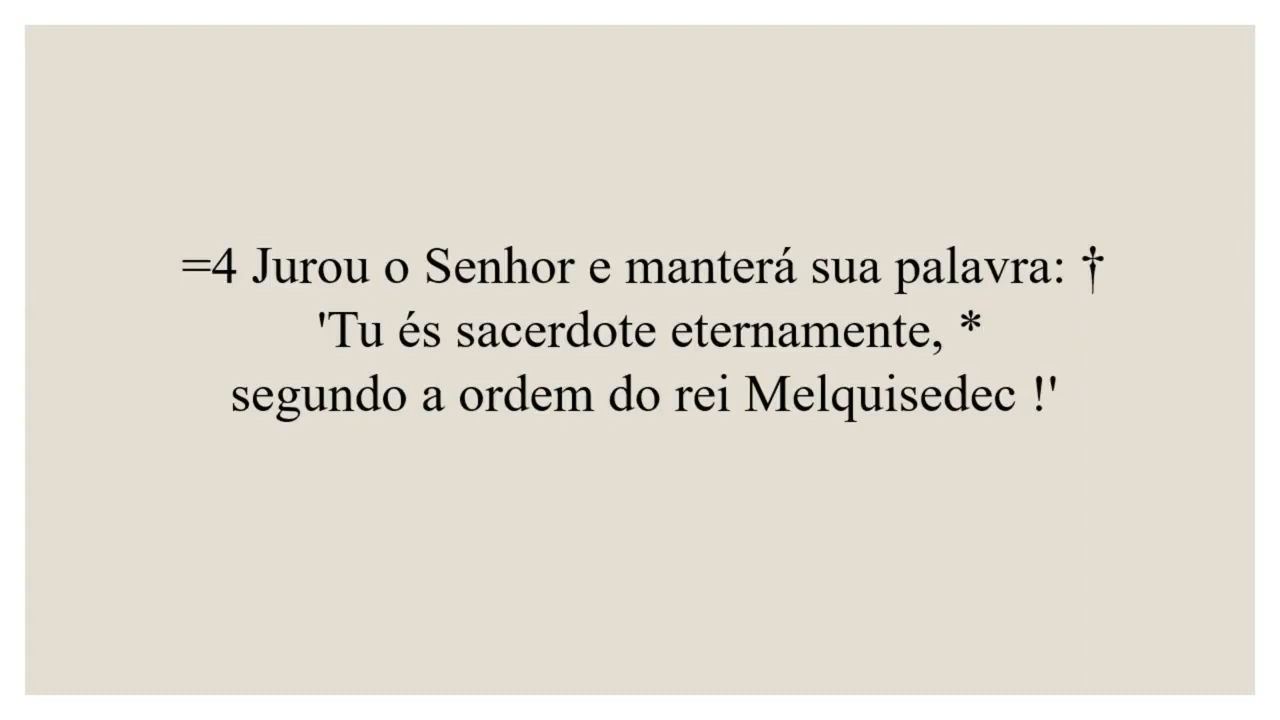 =4 Jurou o Senhor e manterá sua palavra: †
'Tu és sacerdote eternamente, *
segundo a ordem do rei Melquisedec !'